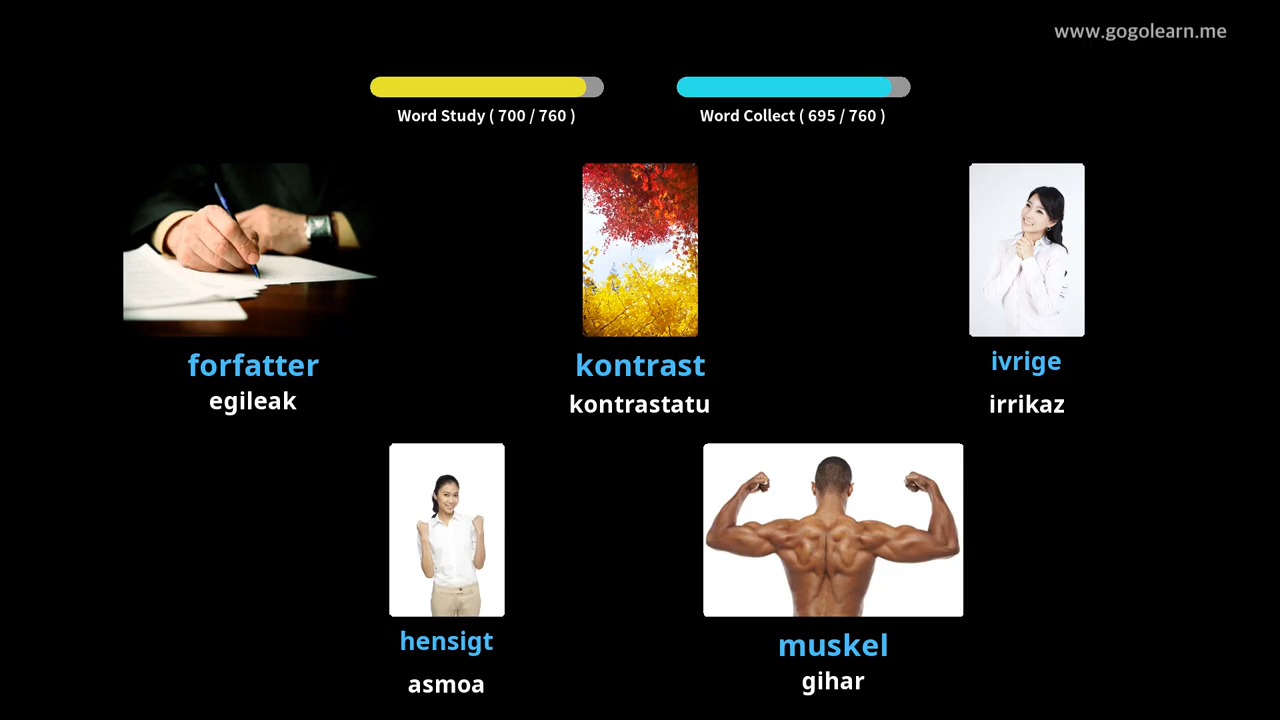 www.gogolearn.me
Word Study ( 700 / 760 )
Word Collect ( 695 / 760 )
forfatter
egileak
kontrast
kontrastatu
ivrige
irrikaz
hensigt
asmoa
muskel
gihar